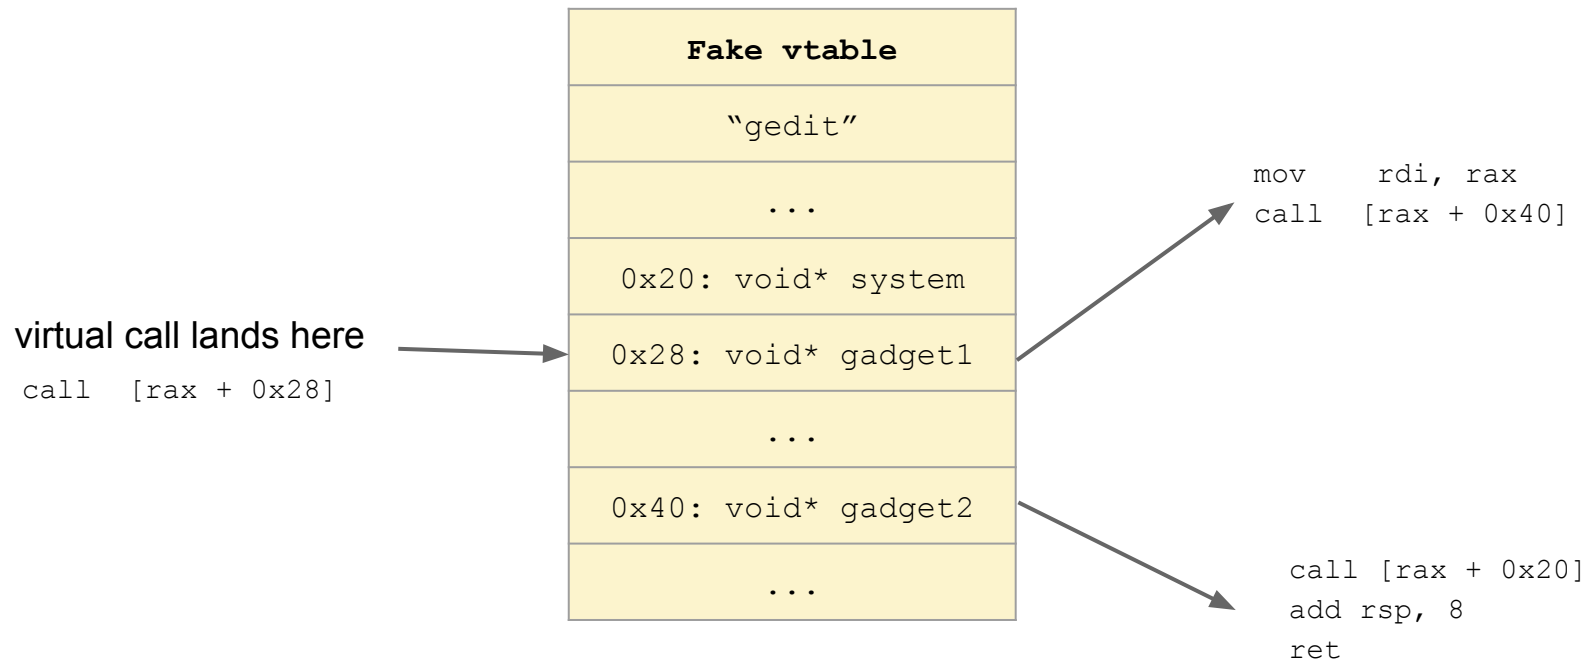 Fake vtable
“gedit”
...
0x20: void* system
0x28: void* gadget1
...
0x40: void* gadget2
...
virtual call lands here
call [rax + 0x28]
mov rdi, rax
call [rax + 0x40]
call [rax + 0x20]
add rsp, 8
ret